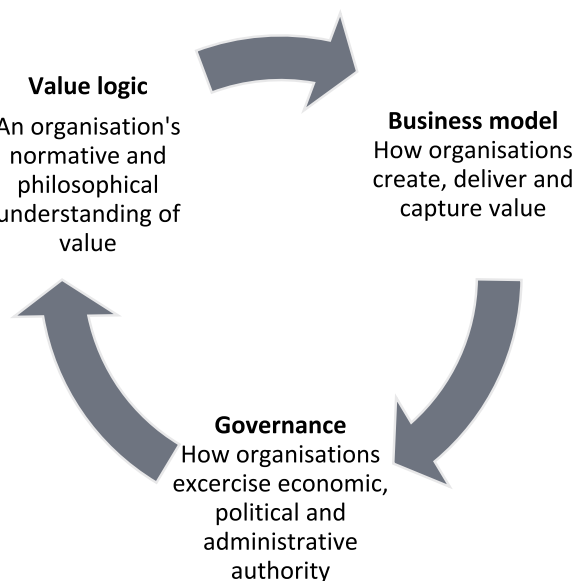 Value logic
An organisation's
normative and
philosophical
understanding of
value
Business model
How organisations
create, deliver and
capture value
Governance
How organisations
excercise economic,
political and
administrative
authority